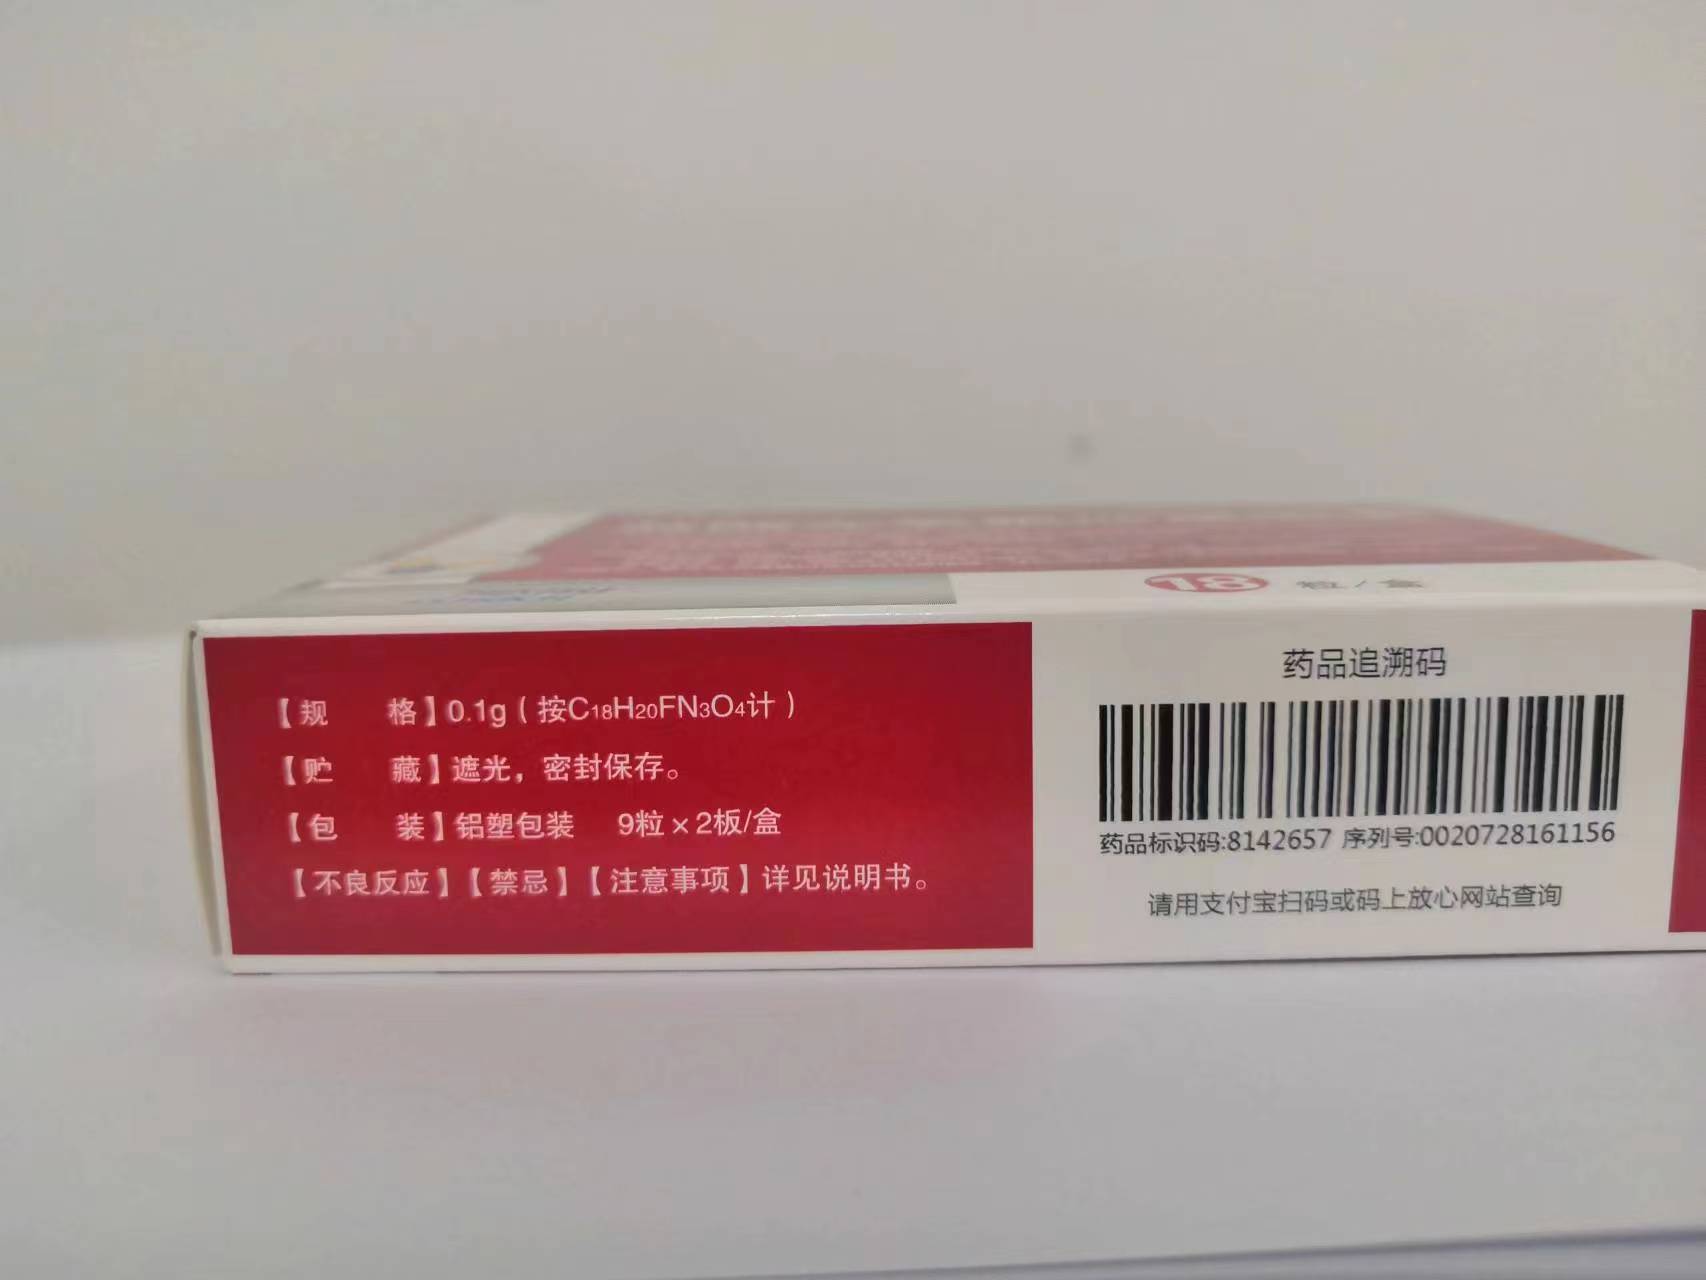 18 粒/盒
【规 格】0.1g（按C₁₈H₂₀FN₃O₄计）
【贮 藏】遮光，密封保存。
【包 装】铝塑包装 9粒×2板/盒
【不良反应】【禁忌】【注意事项】详见说明书。
药品追溯码
药品标识码:8142657 序列号:0020728161156
请用支付宝扫码或码上放心网站查询